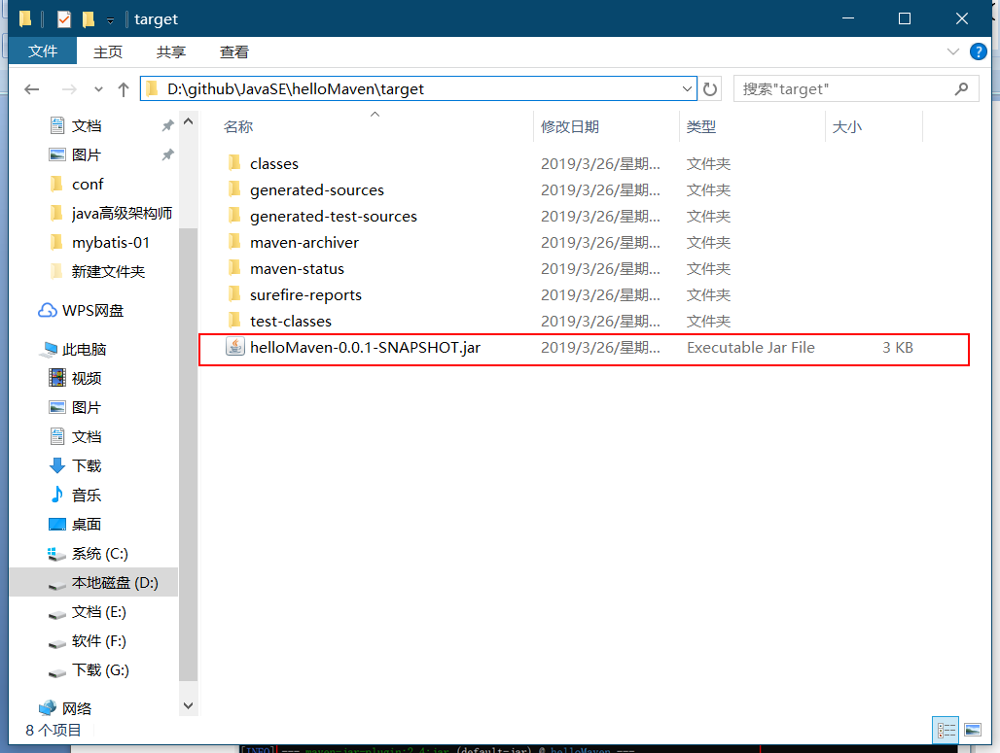 target
文件 主页 共享 查看
D:\github\JavaSE\helloMaven\target 搜索"target"
文档
图片
conf
java高级架构师
mybatis-01
新建文件夹
WPS网盘
此电脑
视频
图片
文档
下载
音乐
桌面
系统 (C:)
本地磁盘 (D:)
文档 (E:)
软件 (F:)
下载 (G:)
网络
名称 修改日期 类型 大小
classes 2019/3/26/星期... 文件夹
generated-sources 2019/3/26/星期... 文件夹
generated-test-sources 2019/3/26/星期... 文件夹
maven-archiver 2019/3/26/星期... 文件夹
maven-status 2019/3/26/星期... 文件夹
surefire-reports 2019/3/26/星期... 文件夹
test-classes 2019/3/26/星期... 文件夹
helloMaven-0.0.1-SNAPSHOT.jar 2019/3/26/星期... Executable Jar File 3 KB
8 个项目
[INFO] --- maven-jar-plugin:2.4:jar (default-jar) @ helloMaven ---